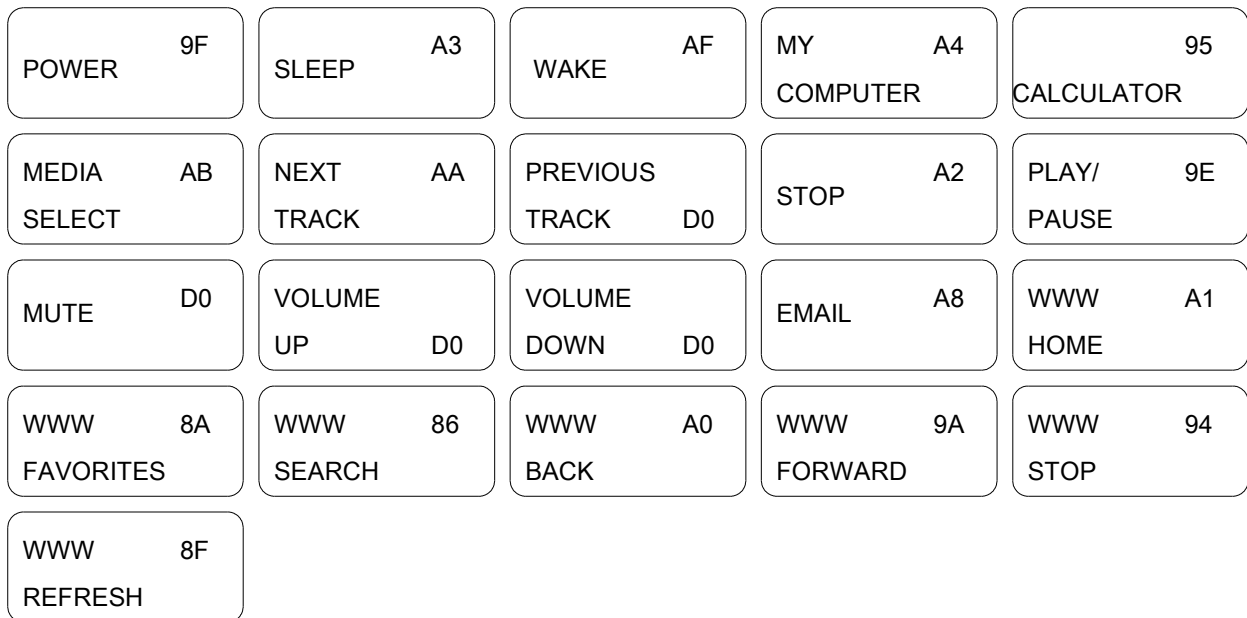 POWER 9F
SLEEP A3
WAKE AF
MY A4
COMPUTER
95
CALCULATOR
MEDIA AB
SELECT
NEXT AA
TRACK
PREVIOUS
TRACK D0
STOP A2
PLAY/ 9E
PAUSE
MUTE D0
VOLUME
UP D0
VOLUME
DOWN D0
EMAIL A8
WWW A1
HOME
WWW 8A
FAVORITES
WWW 86
SEARCH
WWW A0
BACK
WWW 9A
FORWARD
WWW 94
STOP
WWW 8F
REFRESH